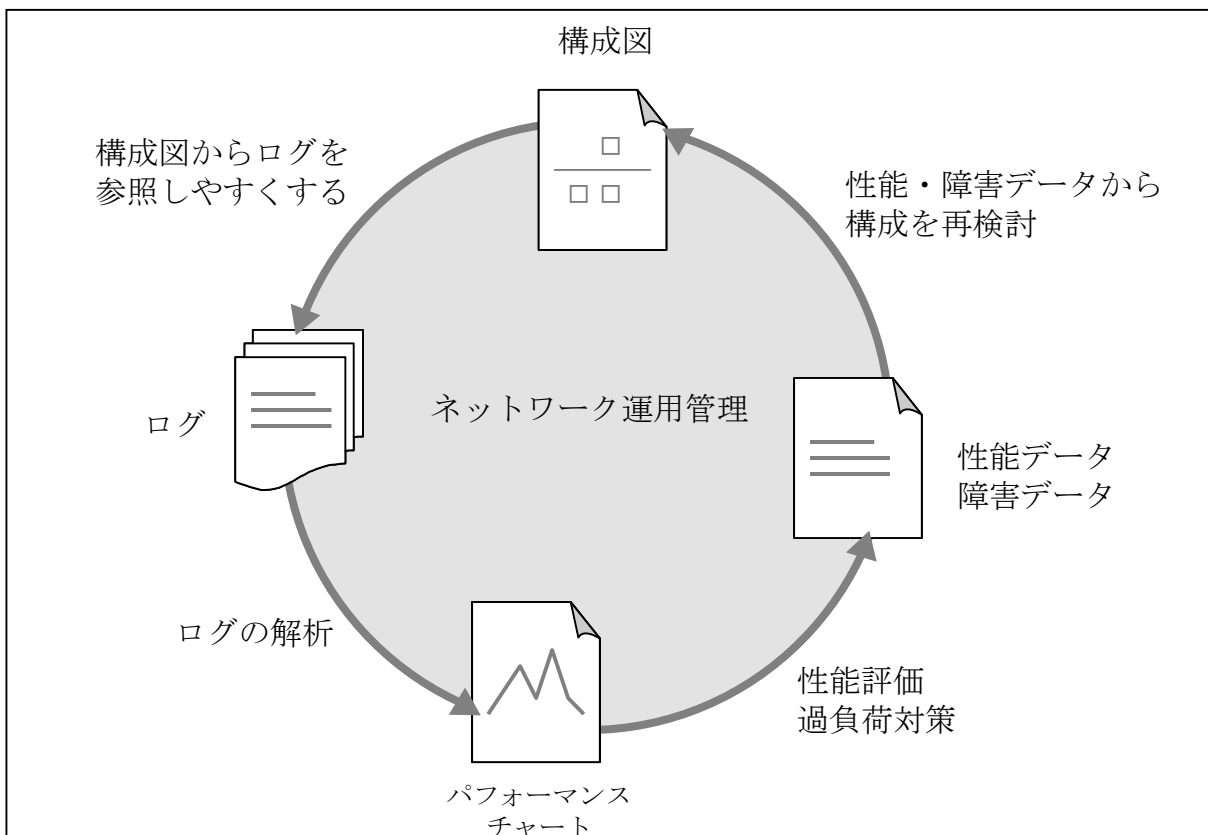 構成図
構成図からログを
参照しやすくする
性能・障害データから
構成を再検討
ログ
ネットワーク運用管理
性能データ
障害データ
ログの解析
性能評価
過負荷対策
パフォーマンス
チャート